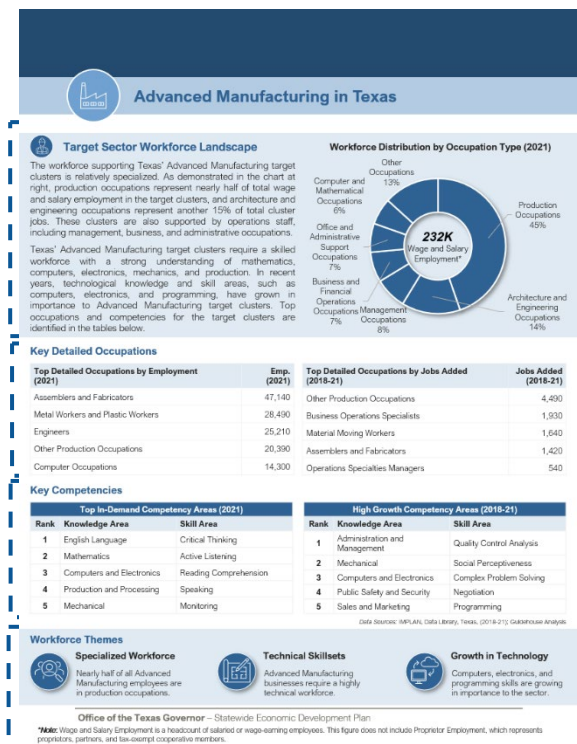 Advanced Manufacturing in Texas
Target Sector Workforce Landscape
The workforce supporting Texas' Advanced Manufacturing target
clusters is relatively specialized. As demonstrated in the chart at
right, production occupations represent nearly half of total wage
and salary employment in the target clusters, and architecture and
engineering occupations represent another 15% of total cluster
jobs. These clusters are also supported by operations staff,
including management, business, and administrative occupations.
Texas' Advanced Manufacturing target clusters require a skilled
workforce with a strong understanding of mathematics,
computers, electronics, mechanics, and production. In recent
years, technological knowledge and skill areas, such as
computers, electronics, and programming, have grown in
importance to Advanced Manufacturing target clusters. Top
occupations and competencies for the target clusters are
identified in the tables below.
Workforce Distribution by Occupation Type (2021)
Other
Occupations
13%
Computer and
Mathematical
Occupations
6%
Office and
Administrative
Support
Occupations
7%
Business and
Financial
Operations
Occupations
7%
Management
Occupations
8%
Architecture and
Engineering
Occupations
14%
Production
Occupations
45%
232K
Wage and Salary
Employment*
Key Detailed Occupations
Top Detailed Occupations by Employment (2021) Emp. (2021)
Assemblers and Fabricators 47,140
Metal Workers and Plastic Workers 28,490
Engineers 25,210
Other Production Occupations 20,390
Computer Occupations 14,300
Top Detailed Occupations by Jobs Added (2018-21) Jobs Added (2018-21)
Other Production Occupations 4,490
Business Operations Specialists 1,930
Material Moving Workers 1,640
Assemblers and Fabricators 1,420
Operations Specialties Managers 540
Key Competencies
Top In-Demand Competency Areas (2021)
Rank Knowledge Area Skill Area
1 English Language Critical Thinking
2 Mathematics Active Listening
3 Computers and Electronics Reading Comprehension
4 Production and Processing Speaking
5 Mechanical Monitoring
High Growth Competency Areas (2018-21)
Rank Knowledge Area Skill Area
1 Administration and Management Quality Control Analysis
2 Mechanical Social Perceptiveness
3 Computers and Electronics Complex Problem Solving
4 Public Safety and Security Negotiation
5 Sales and Marketing Programming
Data Sources: IMPLAN, Data Library, Texas, (2018-21); Guidehouse Analysis
Workforce Themes
Specialized Workforce
Nearly half of all Advanced
Manufacturing employees are
in production occupations.
Technical Skillsets
Advanced Manufacturing
businesses require a highly
technical workforce.
Growth in Technology
Computers, electronics, and
programming skills are growing
in importance to the sector.
Office of the Texas Governor – Statewide Economic Development Plan
*Note: Wage and Salary Employment is a headcount of salaried or wage-earning employees. This figure does not include Proprietor Employment, which represents
proprietors, partners, and tax-exempt cooperative members.